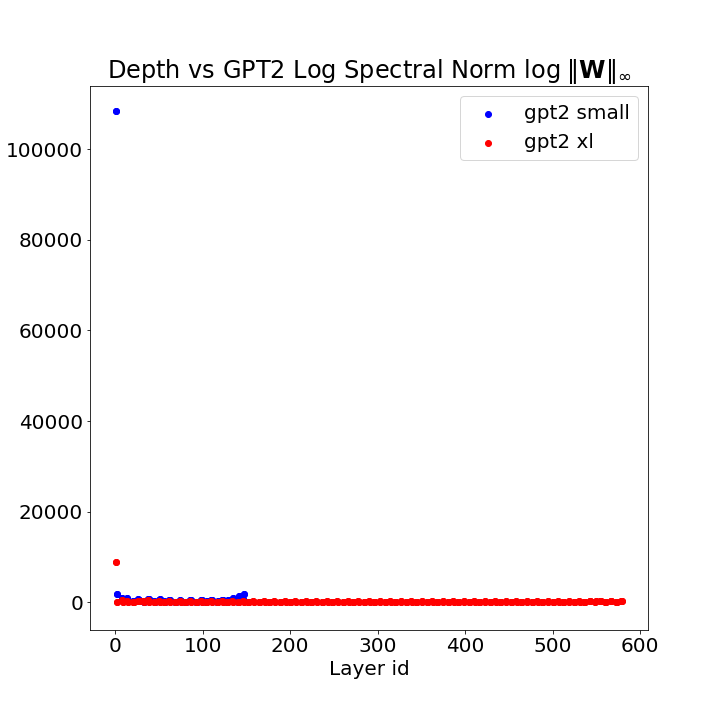 Depth vs GPT2 Log Spectral Norm log ‖W‖∞
gpt2 small
gpt2 xl
100000
80000
60000
40000
20000
0
0 100 200 300 400 500 600
Layer id